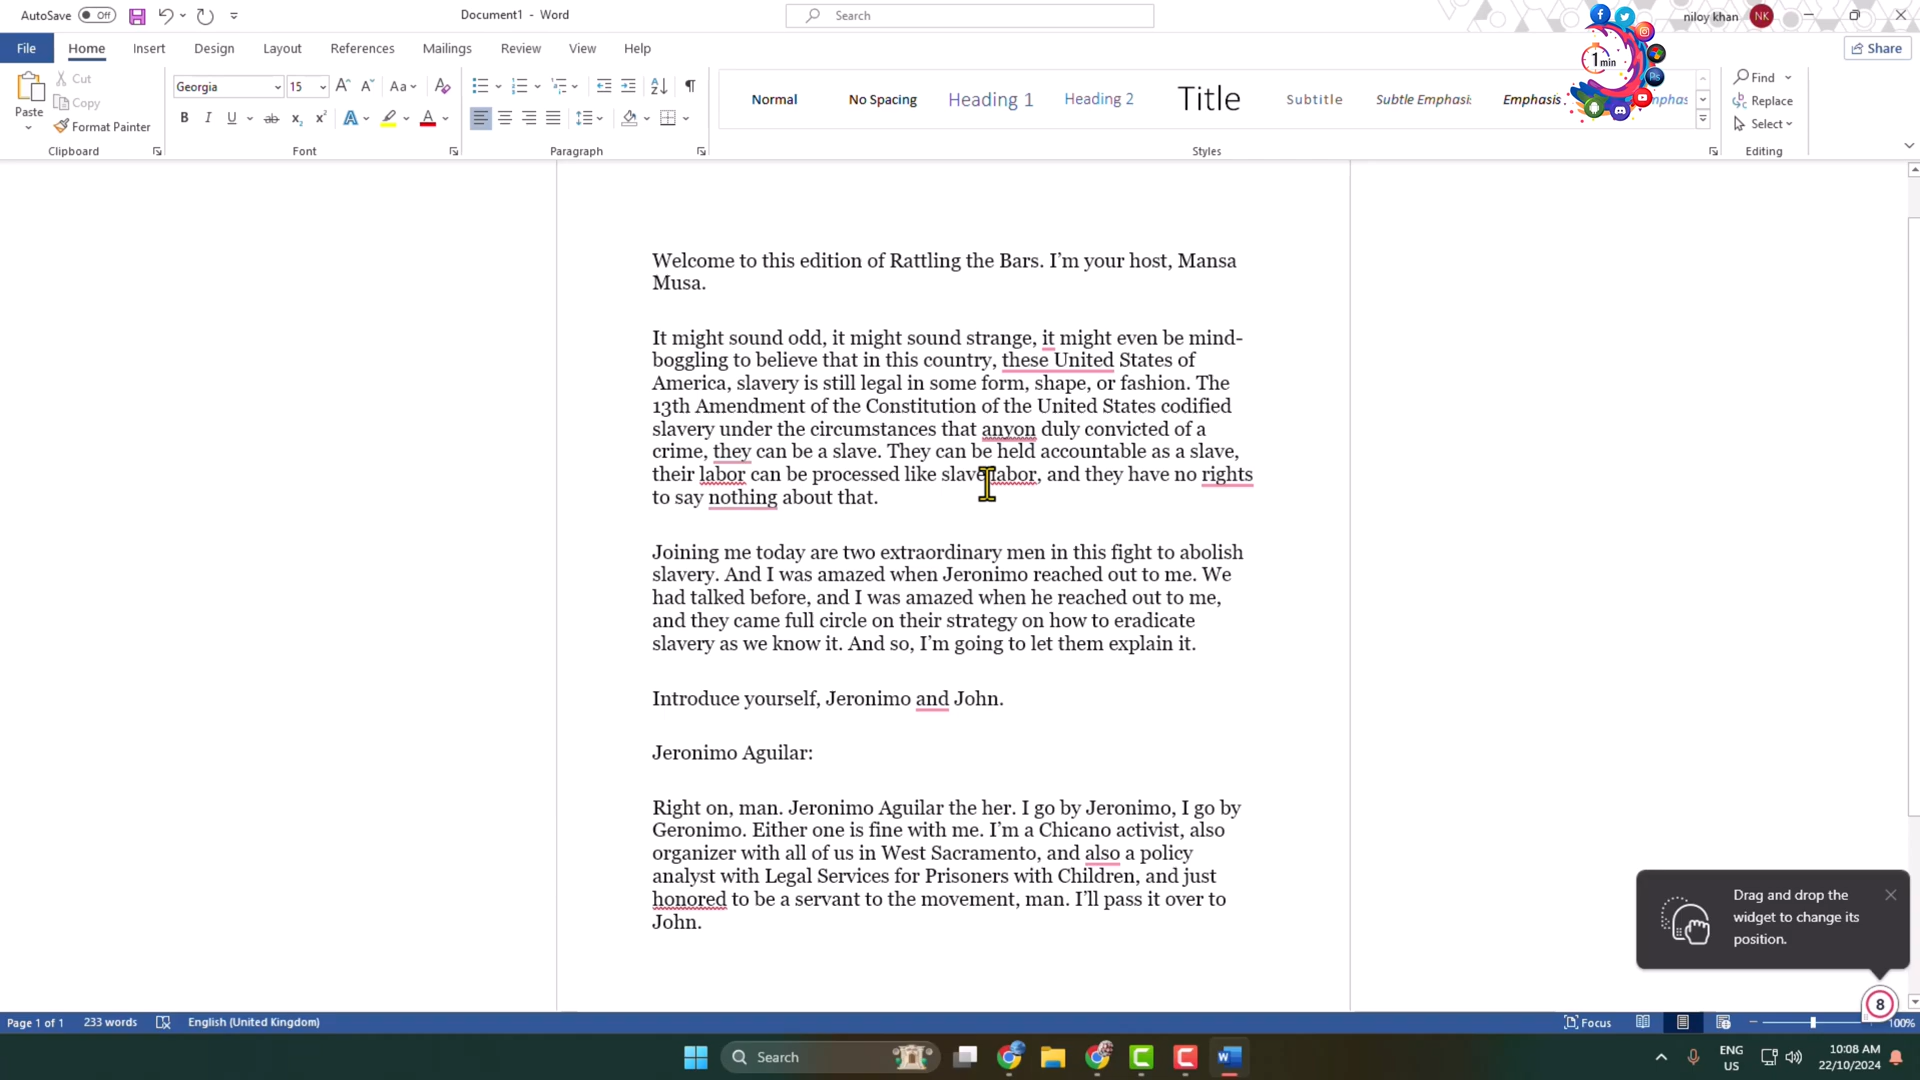 AutoSave Off Document1 - Word Search niloy khan NK
File Home Insert Design Layout References Mailings Review View Help Share
1min
Ps
Paste Cut Copy Format Painter Clipboard
Georgia 15 Aa B I U ab x₂ x² A A Font
Paragraph
Normal No Spacing Heading 1 Heading 2 Title Subtitle Subtle Emphasi: Emphasis Styles
Find Replace Select Editing
Welcome to this edition of Rattling the Bars. I’m your host, Mansa
Musa.
It might sound odd, it might sound strange, it might even be mind-
boggling to believe that in this country, these United States of
America, slavery is still legal in some form, shape, or fashion. The
13th Amendment of the Constitution of the United States codified
slavery under the circumstances that anyon duly convicted of a
crime, they can be a slave. They can be held accountable as a slave,
their labor can be processed like slave labor, and they have no rights
to say nothing about that.
Joining me today are two extraordinary men in this fight to abolish
slavery. And I was amazed when Jeronimo reached out to me. We
had talked before, and I was amazed when he reached out to me,
and they came full circle on their strategy on how to eradicate
slavery as we know it. And so, I’m going to let them explain it.
Introduce yourself, Jeronimo and John.
Jeronimo Aguilar:
Right on, man. Jeronimo Aguilar the her. I go by Jeronimo, I go by
Geronimo. Either one is fine with me. I’m a Chicano activist, also
organizer with all of us in West Sacramento, and also a policy
analyst with Legal Services for Prisoners with Children, and just
honored to be a servant to the movement, man. I’ll pass it over to
John.
Drag and drop the
widget to change its
position.
8
Page 1 of 1 233 words English (United Kingdom) Focus 100%
Search ENG US 10:08 AM 22/10/2024